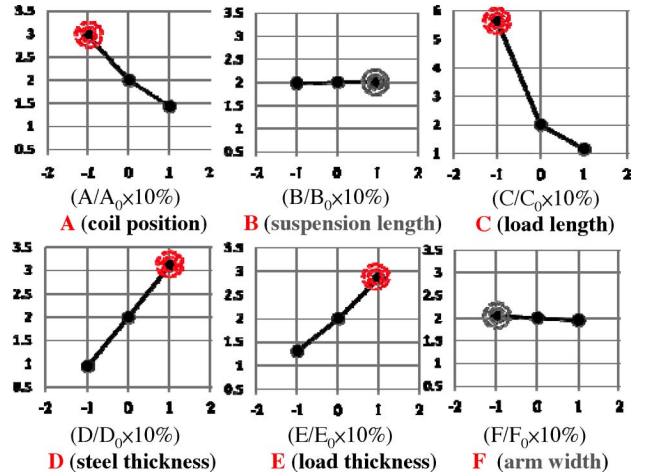 3.5
3
2.5
2
1.5
1
0.5
-2 -1 0 1 2
(A/A₀×10%)
A (coil position)
3.5
3
2.5
2
1.5
1
0.5
-2 -1 0 1 2
(B/B₀×10%)
B (suspension length)
6
5
4
3
2
1
-2 -1 0 1 2
(C/C₀×10%)
C (load length)
3.5
3
2.5
2
1.5
1
0.5
-2 -1 0 1 2
(D/D₀×10%)
D (steel thickness)
3.5
3
2.5
2
1.5
1
0.5
-2 -1 0 1 2
(E/E₀×10%)
E (load thickness)
3.5
3
2.5
2
1.5
1
0.5
-2 -1 0 1 2
(F/F₀×10%)
F (arm width)